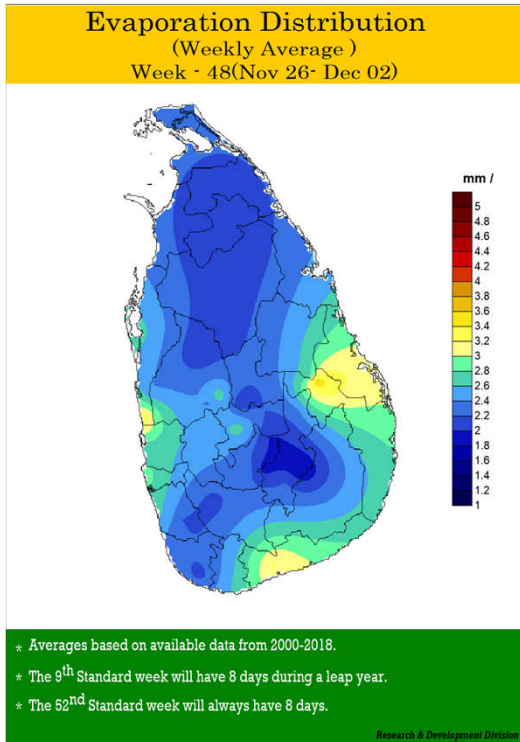 Evaporation Distribution
(Weekly Average )
Week - 48(Nov 26- Dec 02)
mm /
5
4.8
4.6
4.4
4.2
4
3.8
3.6
3.4
3.2
3
2.8
2.6
2.4
2.2
2
1.8
1.6
1.4
1.2
1
* Averages based on available data from 2000-2018.
* The 9th Standard week will have 8 days during a leap year.
* The 52nd Standard week will always have 8 days.
Research & Development Division